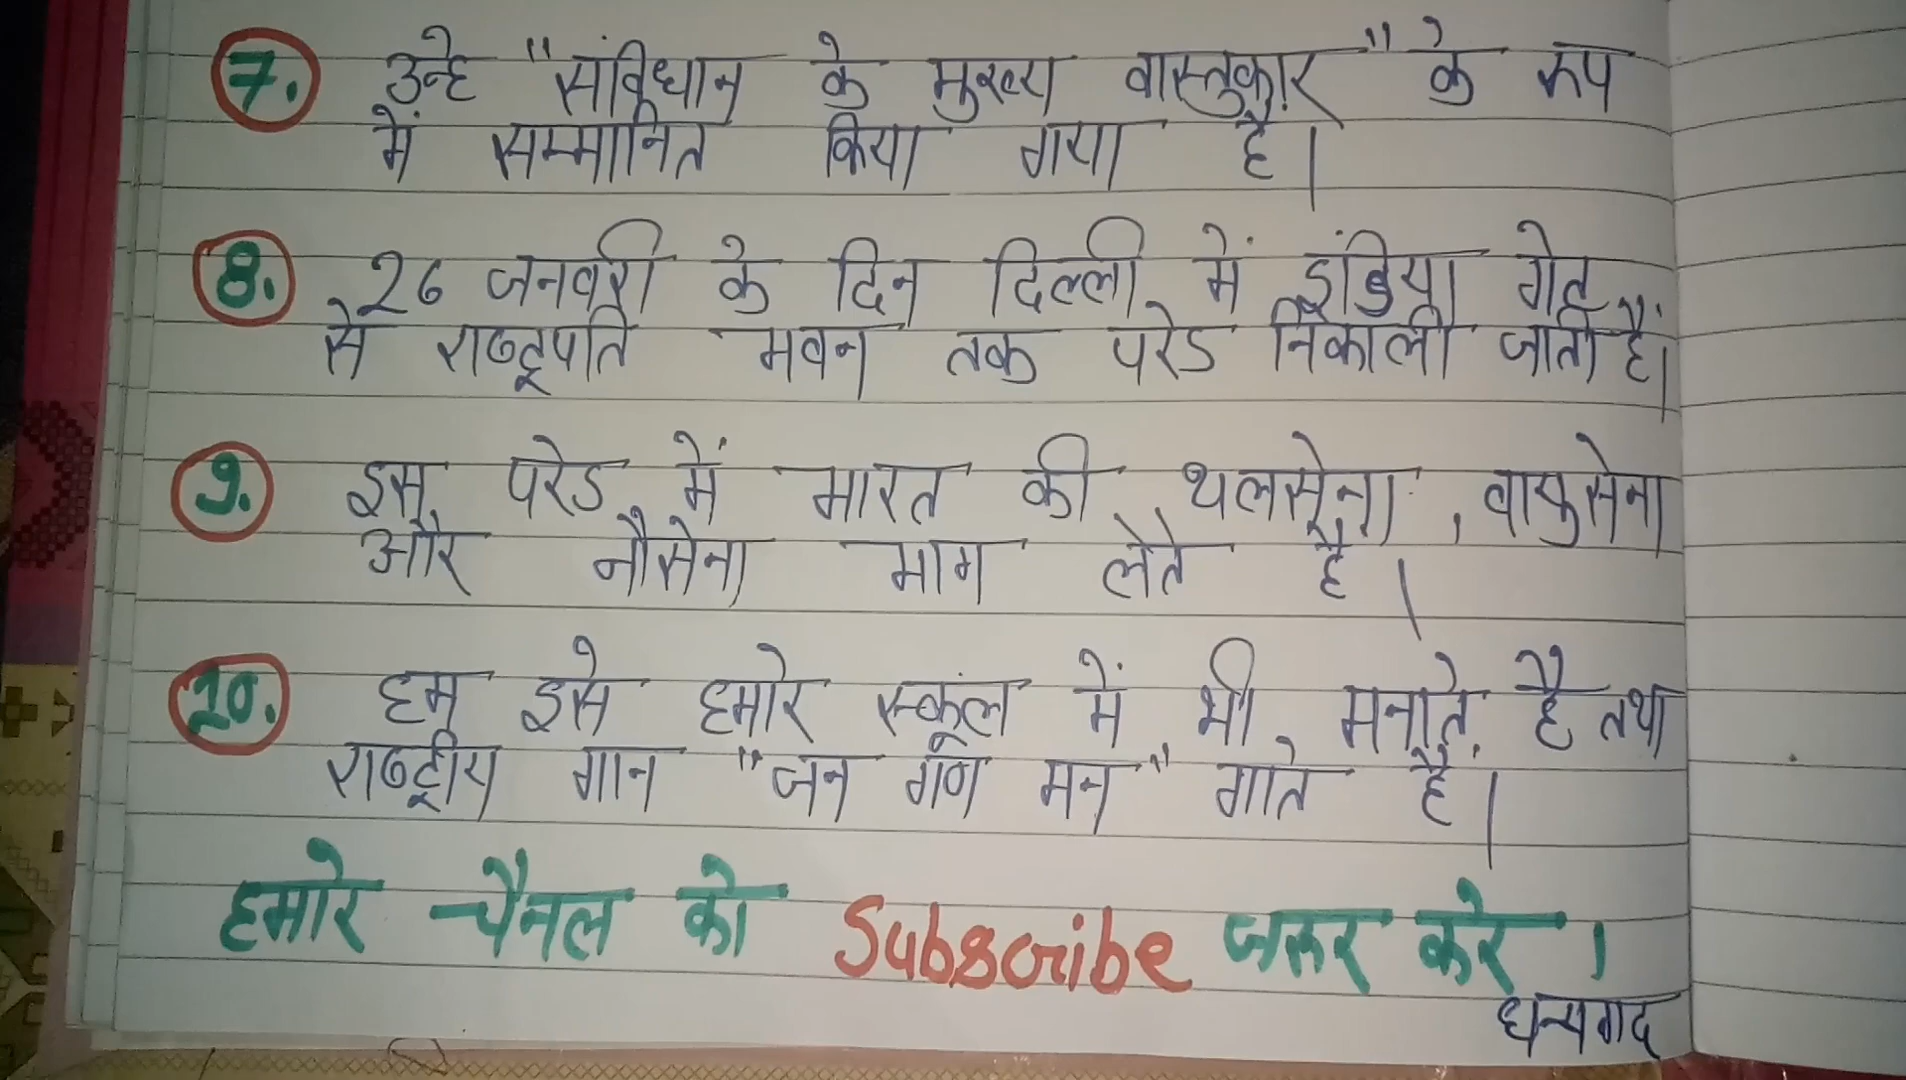 7. उन्हे "संविधान के मुख्य वास्तुकार" के रूप
में सम्मानित किया गया है।
8. 26 जनवरी के दिन दिल्ली में इंडिया गेट
से राष्ट्रपति भवन तक परेड निकाली जाती है।
9. इस परेड में भारत की थलसेना, वायुसेना
और नौसेना भाग लेते है।
10. हम इसे हमारे स्कूल में भी मनाते है तथा
राष्ट्रीय गान "जन गण मन" गाते हैं।
हमारे चैनल को Subscribe जरूर करे।
धन्यवाद